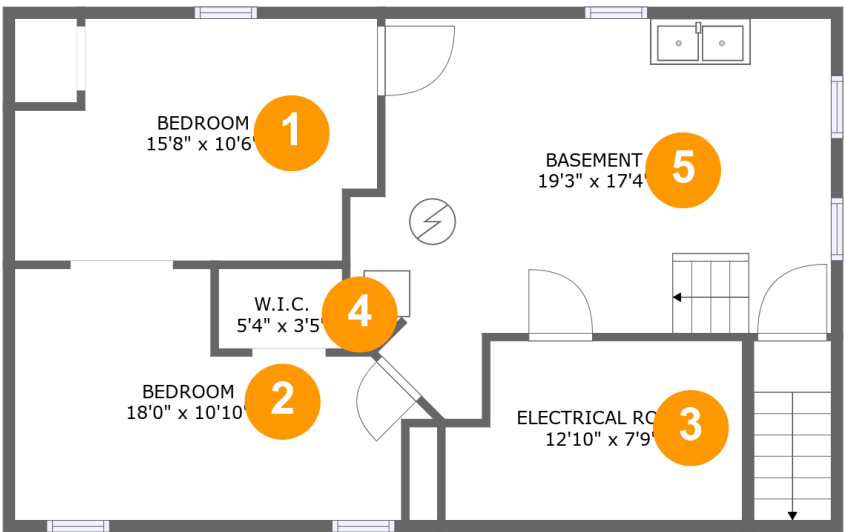 BEDROOM
15'8" x 10'6"
1
BASEMENT
19'3" x 17'4"
5
W.I.C.
5'4" x 3'5"
4
BEDROOM
18'0" x 10'10"
2
ELECTRICAL
12'10" x 7'9"
3